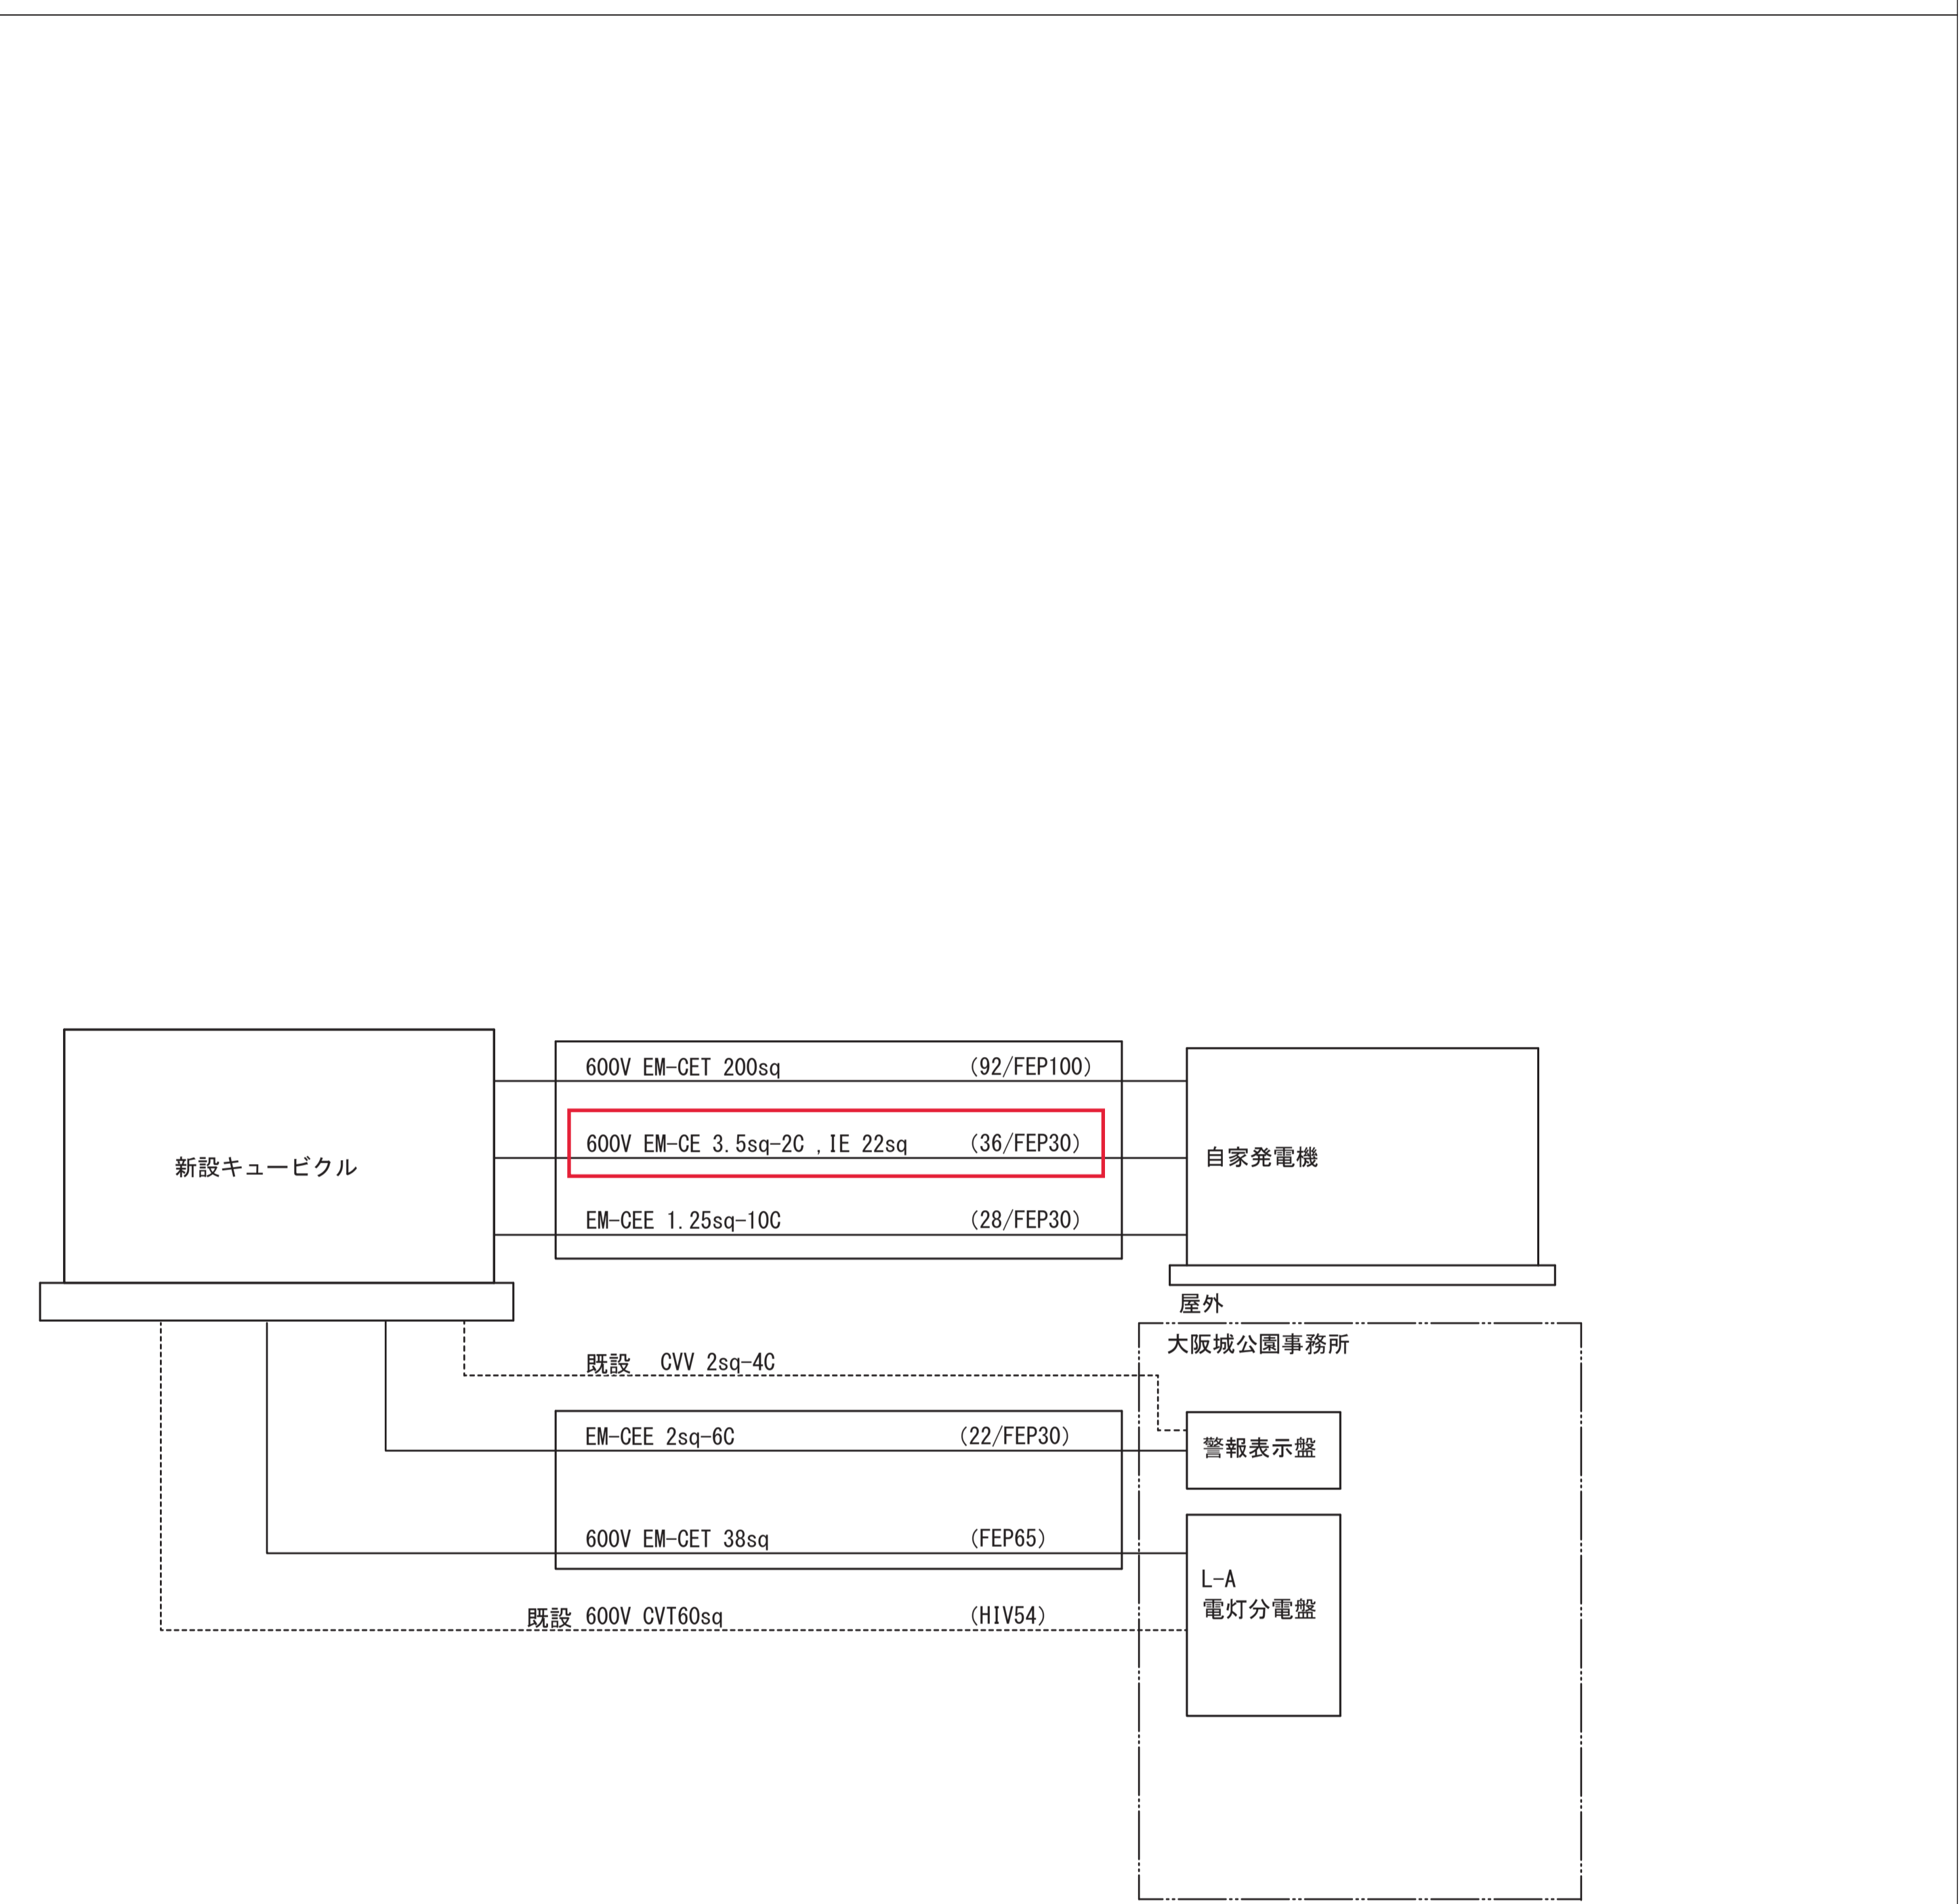 600V EM-CET 200sq (92/FEP100)
600V EM-CE 3.5sq-2C ,IE 22sq (36/FEP30)
新設キュービクル
自家発電機
EM-CEE 1.25sq-10C (28/FEP30)
屋外
大阪城公園事務所
既設 CVV 2sq-4C
EM-CEE 2sq-6C (22/FEP30)
警報表示盤
600V EM-CET 38sq (FEP65)
L-A
電灯分電盤
既設 600V CVT60sq (HIV54)